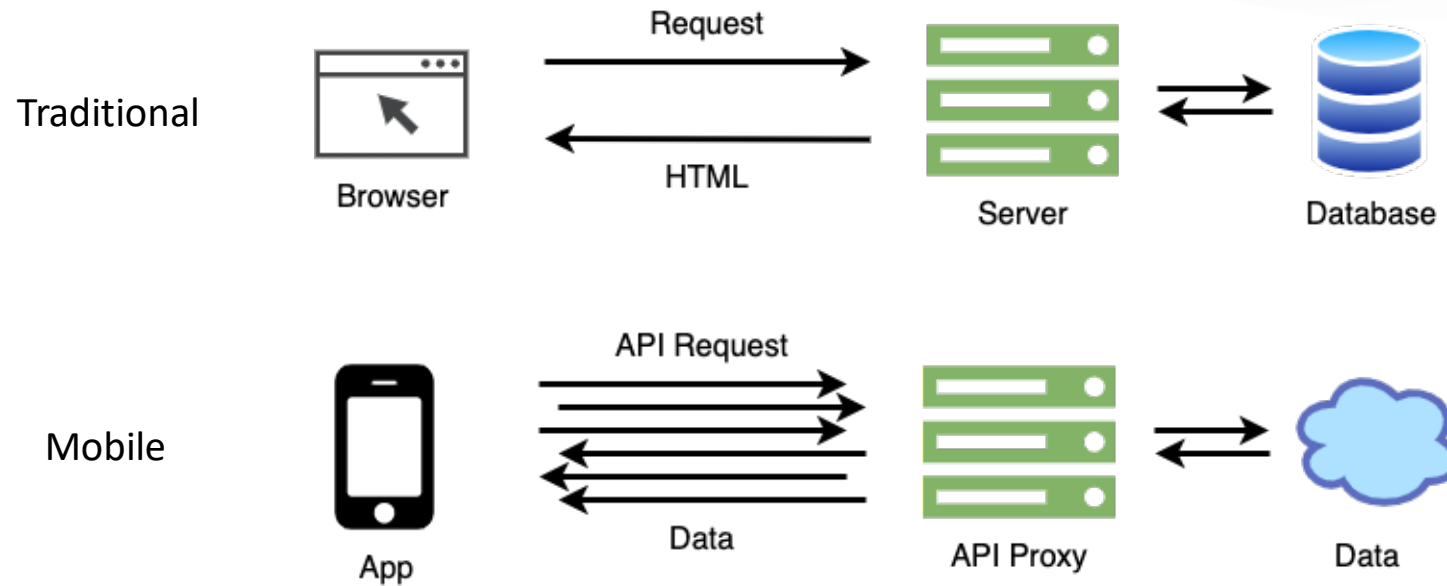 Traditional
Request
HTML
Browser
Server
Database
Mobile
API Request
Data
App
API Proxy
Data